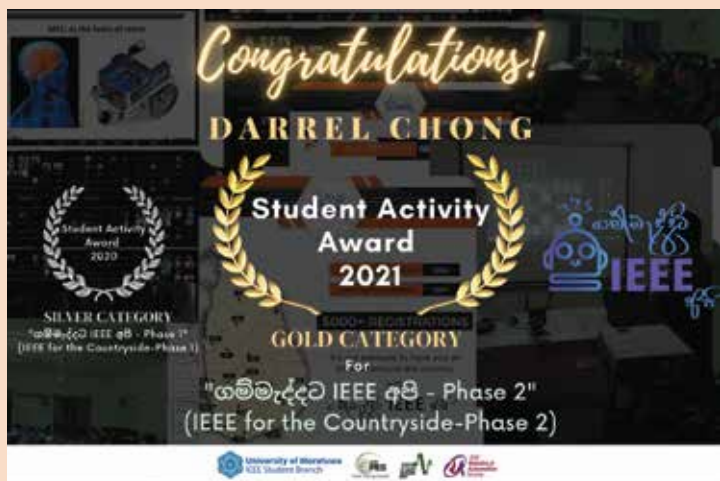 Congratulations!
DARREL CHONG
Student Activity
Award
2021
GOLD CATEGORY
For
"ගම්මැද්දට IEEE අපි - Phase 2"
(IEEE for the Countryside-Phase 2)
Student Activity
Award
2020
SILVER CATEGORY
"ගම්මැද්දට IEEE අපි - Phase 1"
(IEEE for the Countryside-Phase 1)
5000+ REGISTRATIONS
IEEE
University of Moratuwa
IEEE Student Branch